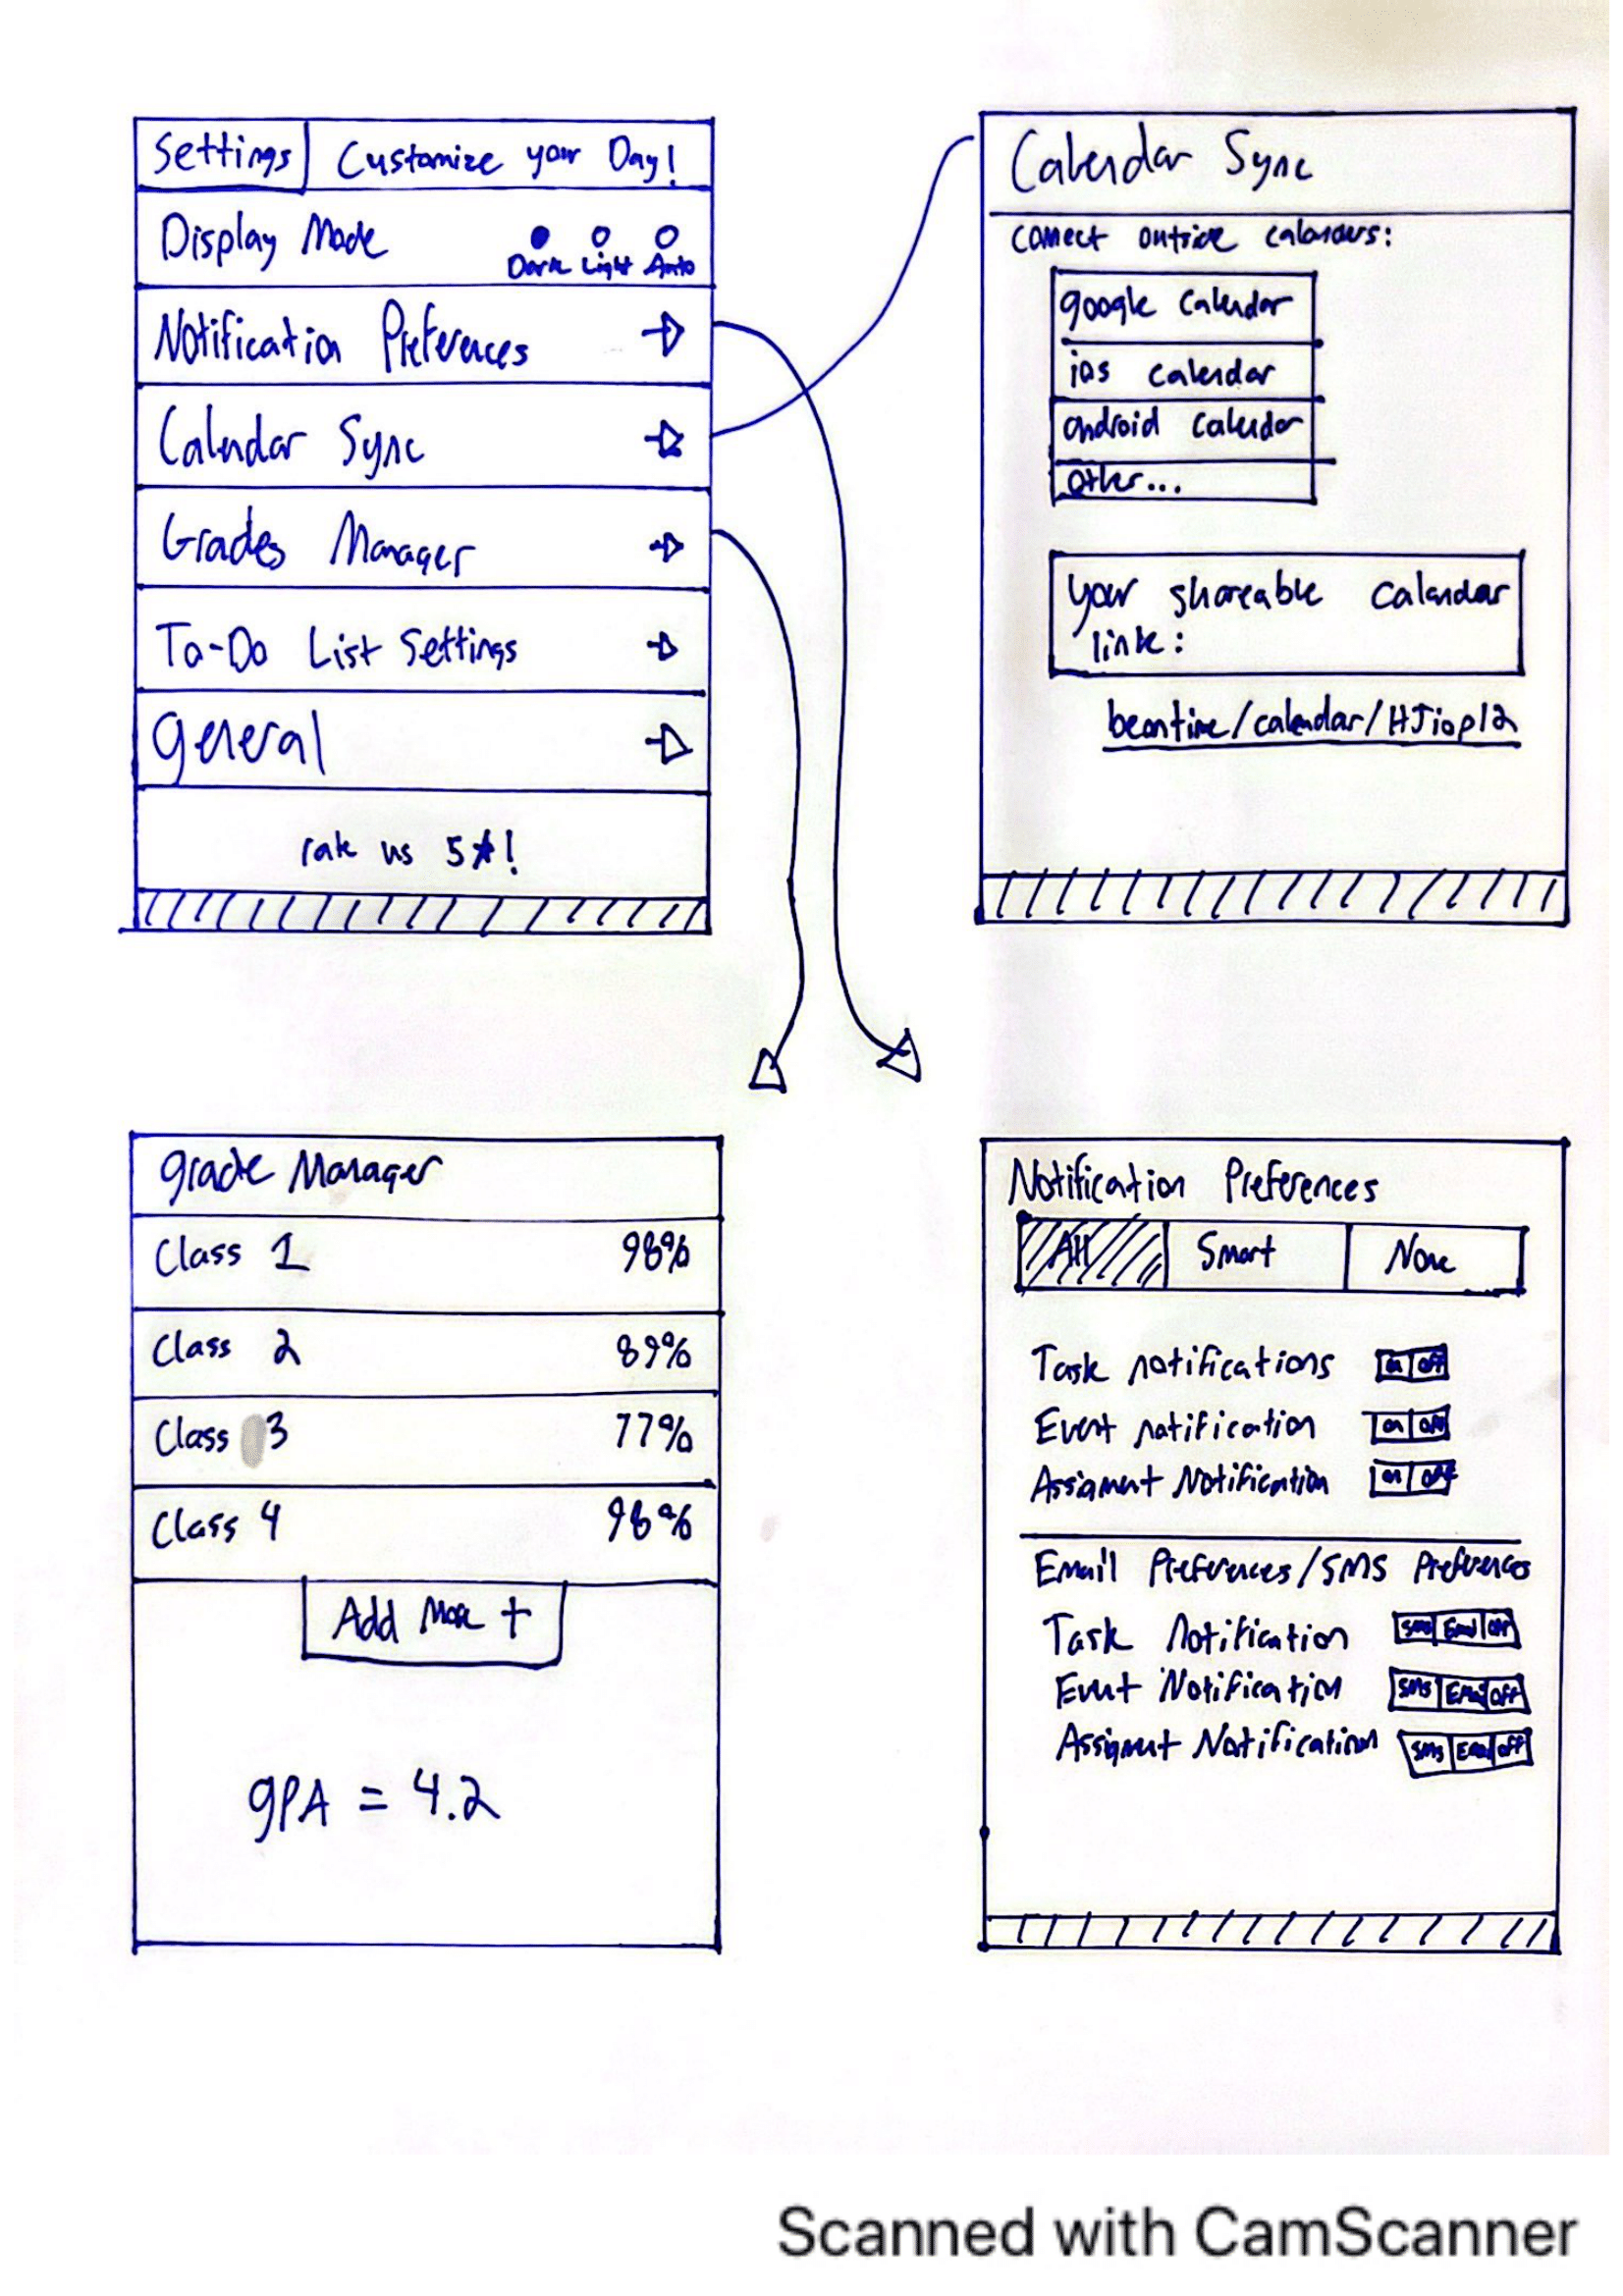 Settings
Customize your Day!
Display Mode
Dark Light Auto
Notification Preferences
Calendar Sync
Grades Manager
To-Do List Settings
general
rate us 5★!
Calendar Sync
connect outside calendars:
google calendar
ios calendar
android calendar
other...
your shareable calendar
link:
beontime/calendar/HJiop12
grade Manager
Class 1 98%
Class 2 89%
Class 3 77%
Class 4 98%
Add More +
gPA = 4.2
Notification Preferences
All Smart None
Task notifications on off
Event notification on off
Assignment Notification on off
Email Preferences/SMS Preferences
Task Notification SMS Email off
Event Notification SMS Email off
Assignment Notification SMS Email off
Scanned with CamScanner